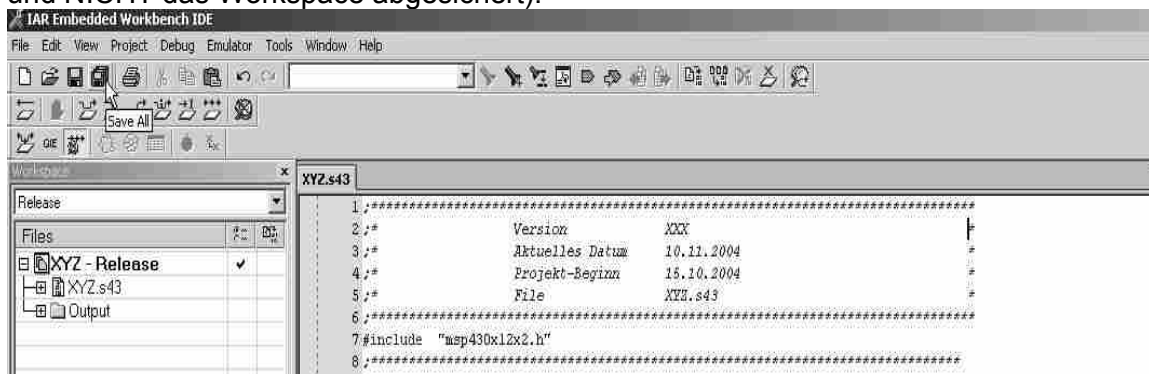 und NICHT das Workspace abgesichert).
IAR Embedded Workbench IDE
File Edit View Project Debug Emulator Tools Window Help
GIE
Save All
Workspace
XYZ.s43
Release
Files
XYZ - Release
XYZ.s43
Output
1 ;*******************************************************************************
2 ;* Version XXX *
3 ;* Aktuelles Datum 10.11.2004 *
4 ;* Projekt-Beginn 15.10.2004 *
5 ;* File XYZ.s43 *
6 ;*******************************************************************************
7 #include "msp430x12x2.h"
8 ;*****************************************************************************